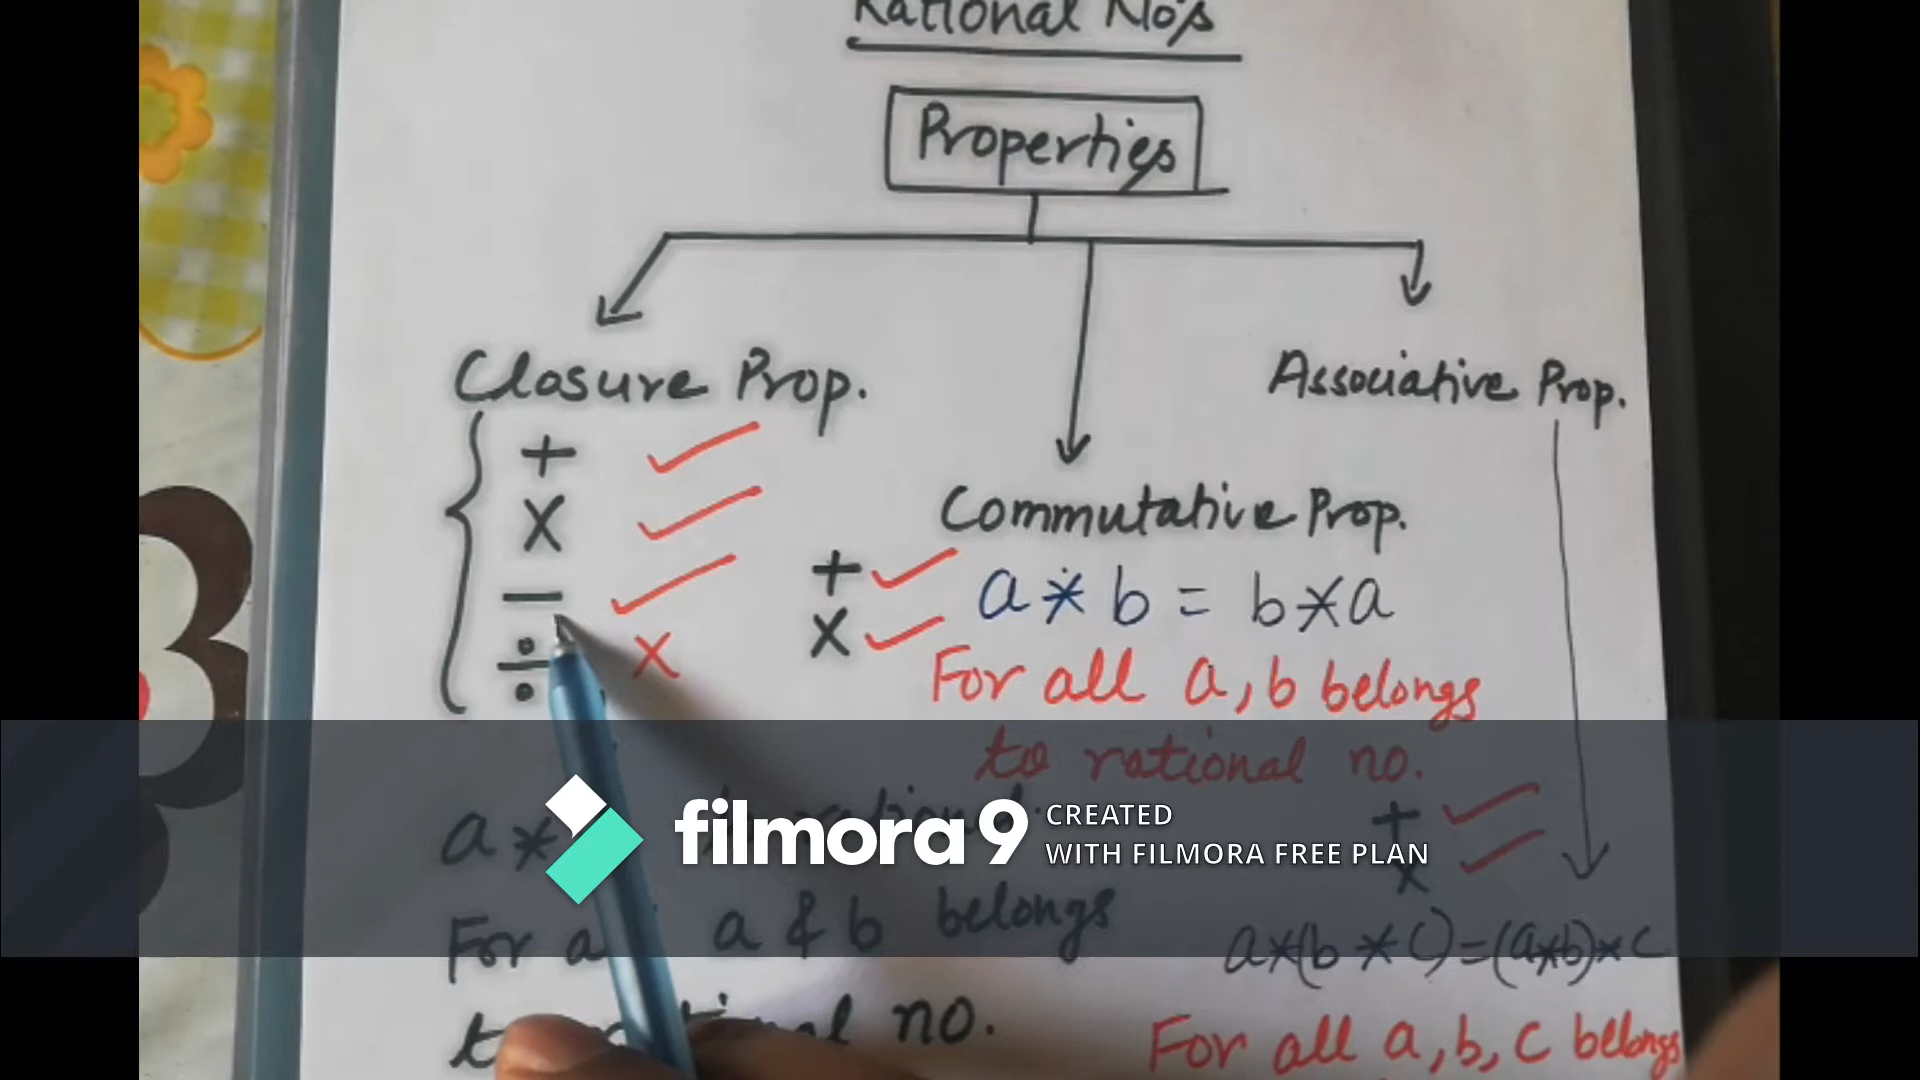 Rational No's
Properties
Closure Prop.
+ ✓
X ✓
− ✓
÷ X
a *
For a
a & b belongs
no.
Commutative Prop.
+ ✓
X ✓
a * b = b * a
For all a, b belongs
to rational no.
Associative Prop.
+ ✓
x ✓
a*(b * c)=(a*b)*c
For all a, b, c belongs
filmora9
CREATED
WITH FILMORA FREE PLAN